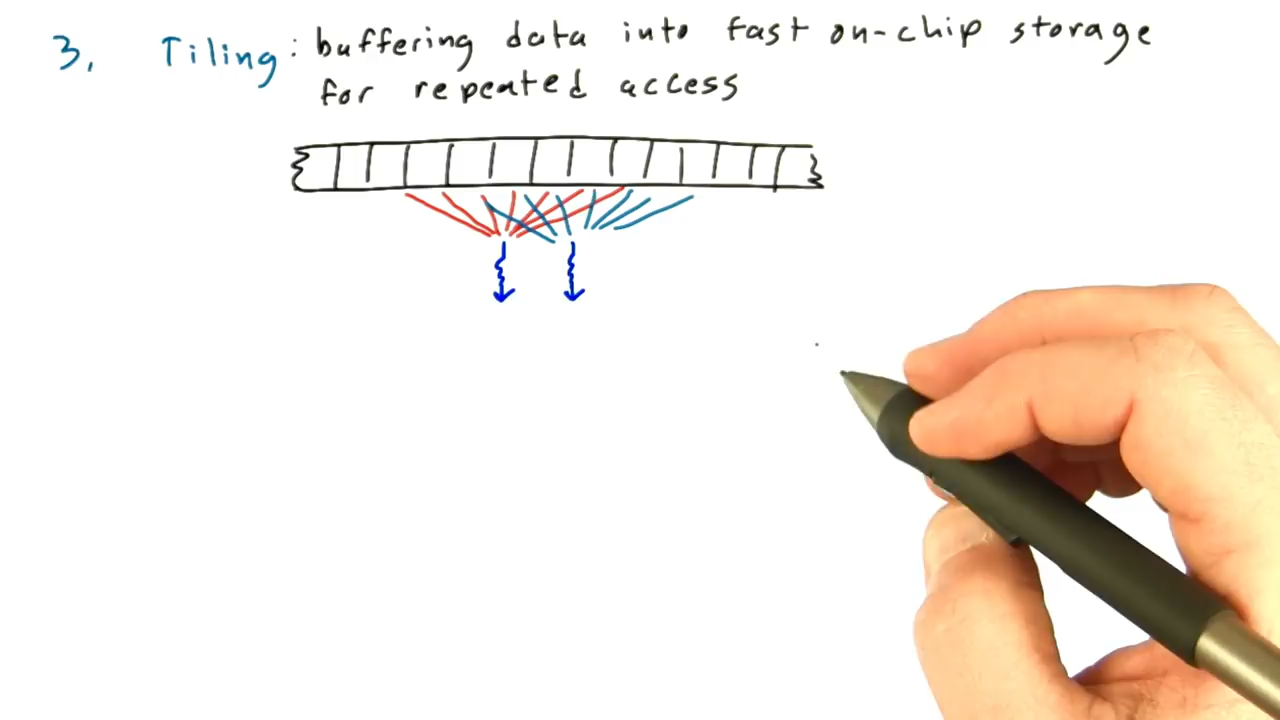 3. Tiling: buffering data into fast on-chip storage
for repeated access